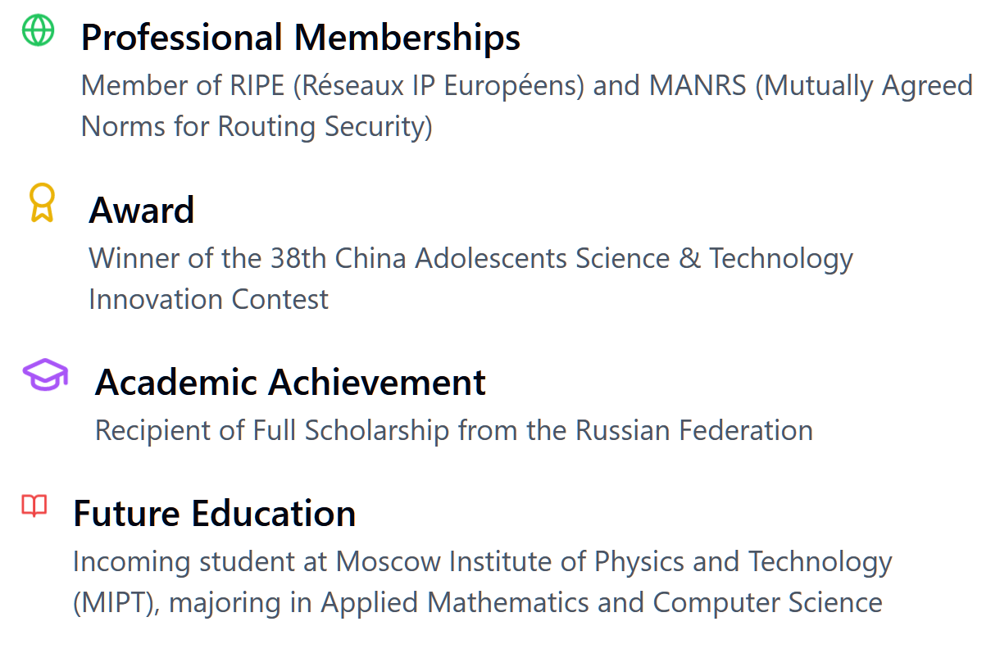 Professional Memberships
Member of RIPE (Réseaux IP Européens) and MANRS (Mutually Agreed
Norms for Routing Security)
Award
Winner of the 38th China Adolescents Science & Technology
Innovation Contest
Academic Achievement
Recipient of Full Scholarship from the Russian Federation
Future Education
Incoming student at Moscow Institute of Physics and Technology
(MIPT), majoring in Applied Mathematics and Computer Science